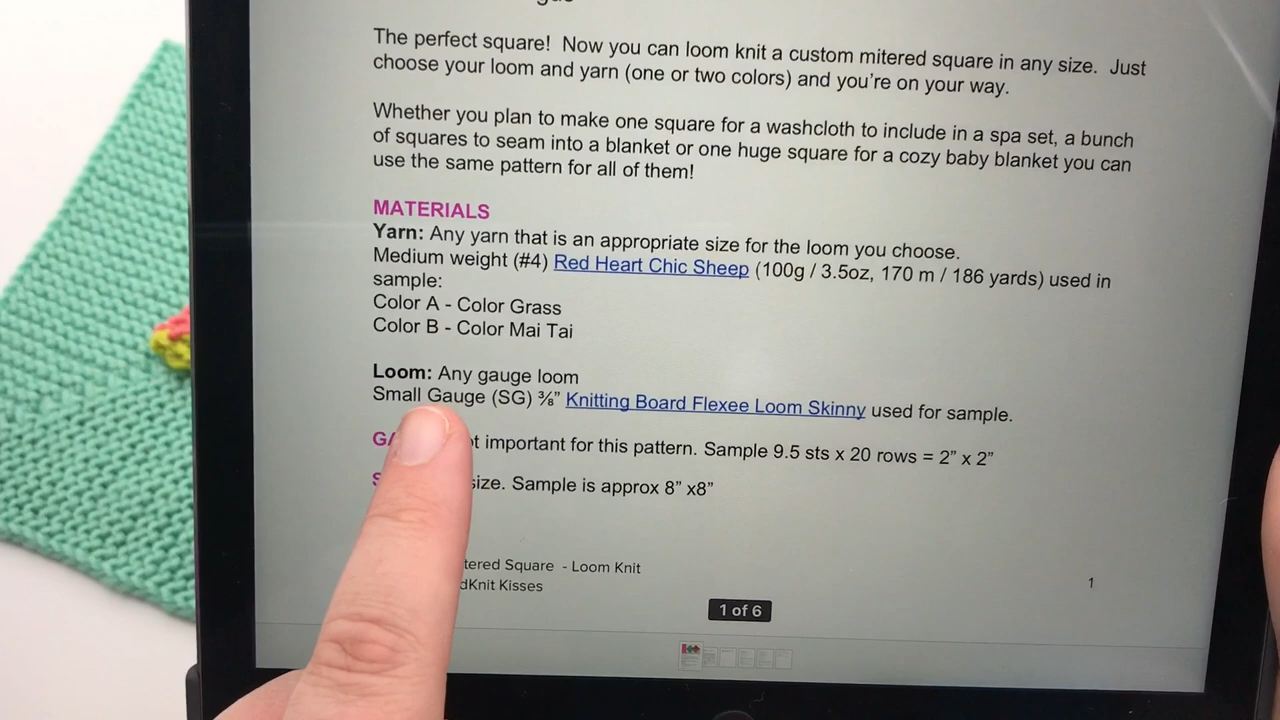 The perfect square! Now you can loom knit a custom mitered square in any size. Just
choose your loom and yarn (one or two colors) and you're on your way.
Whether you plan to make one square for a washcloth to include in a spa set, a bunch
of squares to seam into a blanket or one huge square for a cozy baby blanket you can
use the same pattern for all of them!
MATERIALS
Yarn: Any yarn that is an appropriate size for the loom you choose.
Medium weight (#4) Red Heart Chic Sheep (100g / 3.5oz, 170 m / 186 yards) used in
sample:
Color A - Color Grass
Color B - Color Mai Tai
Loom: Any gauge loom
Small Gauge (SG) ⅜” Knitting Board Flexee Loom Skinny used for sample.
important for this pattern. Sample 9.5 sts x 20 rows = 2” x 2”
size. Sample is approx 8” x8”
Square - Loom Knit
Kisses
1
1 of 6